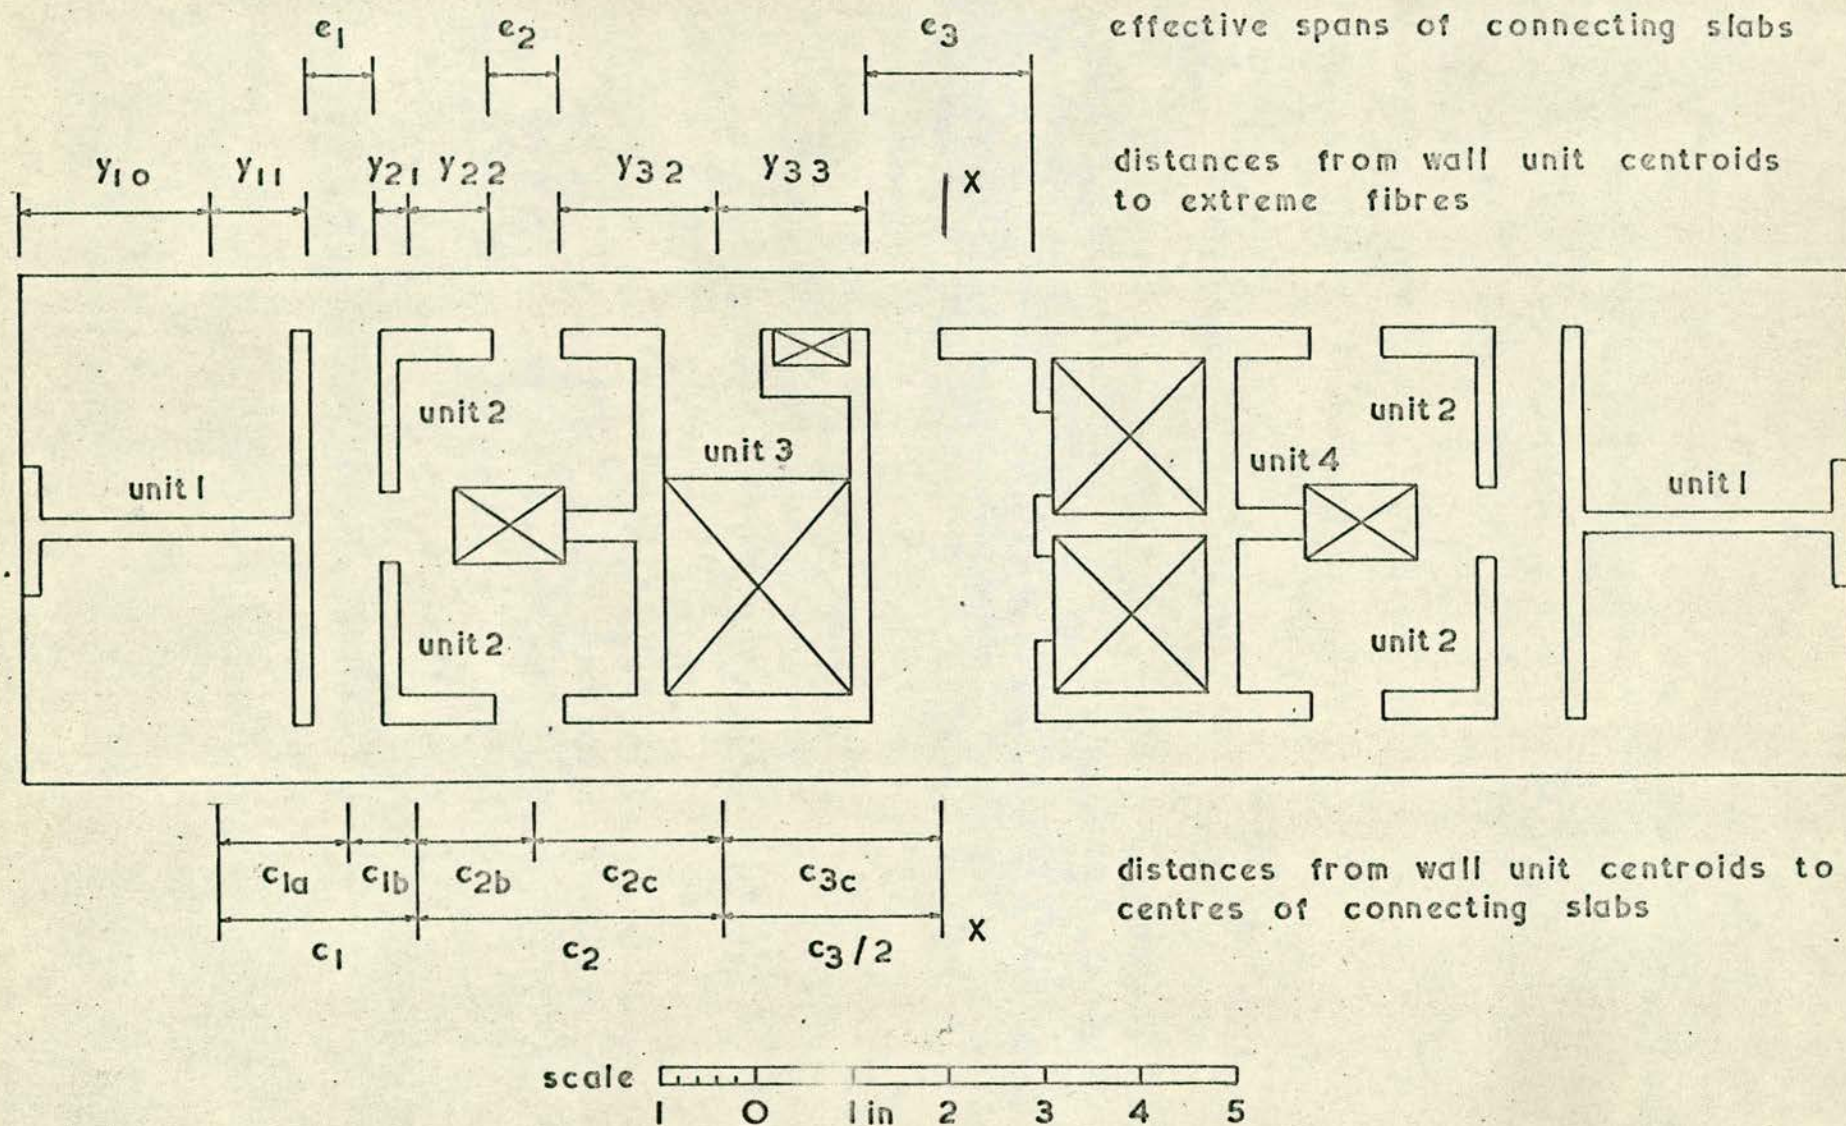 e1 e2 e3 effective spans of connecting slabs
y10 y11 y21 y22 y32 y33 X distances from wall unit centroids
to extreme fibres
unit 2 unit 2
unit 3 unit 4
unit 1 unit 1
unit 2 unit 2
c1a c1b c2b c2c c3c distances from wall unit centroids to
centres of connecting slabs
c1 c2 c3/2 X
scale
1 0 1 in 2 3 4 5